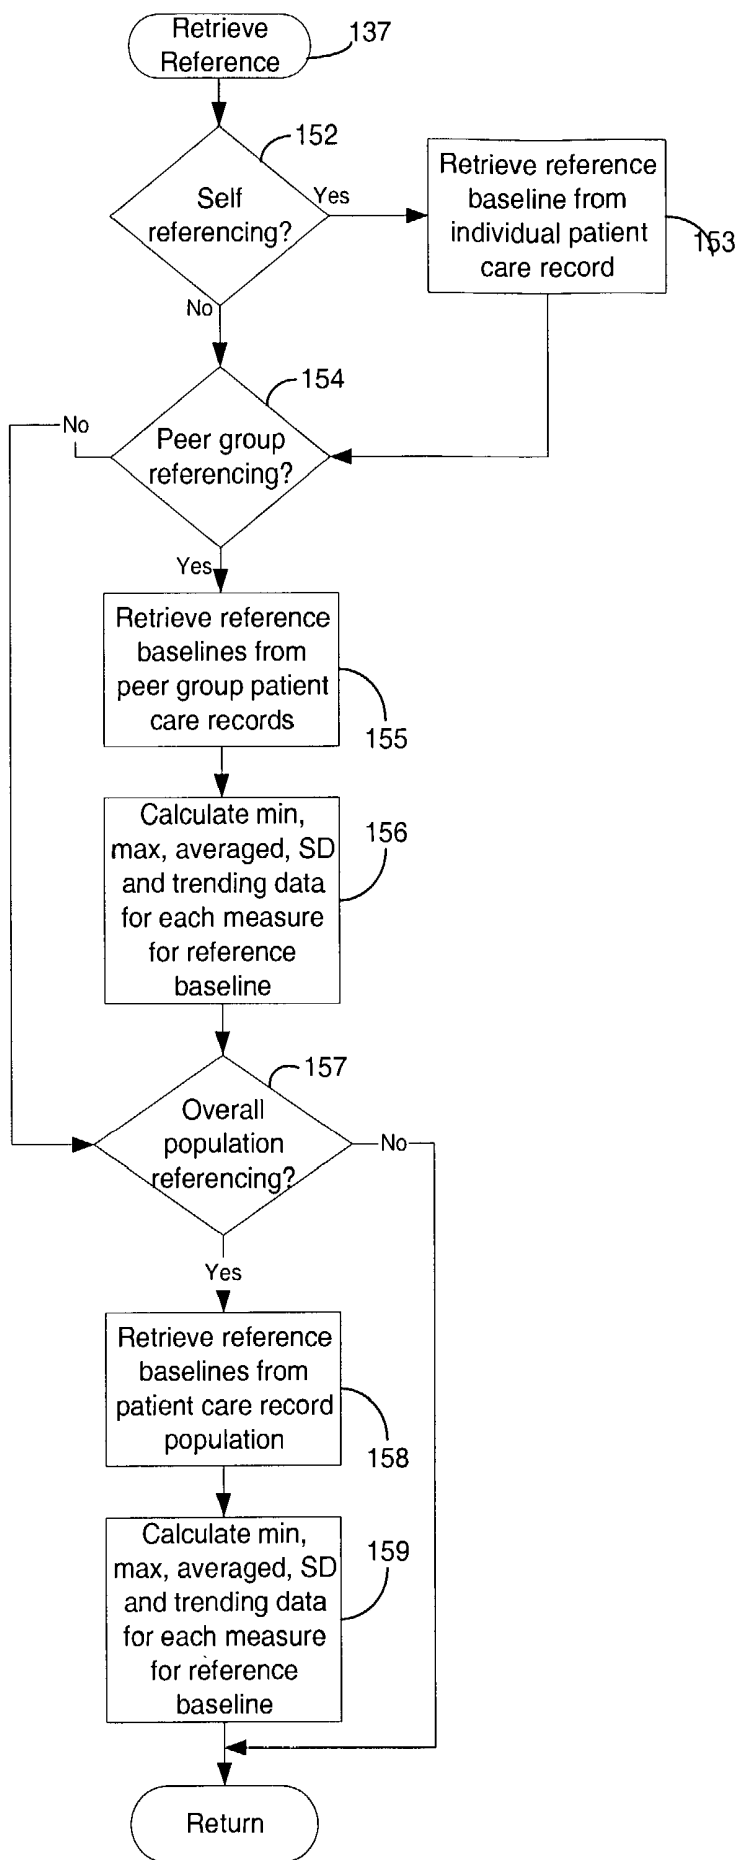 Retrieve
Reference
137
152
Self
referencing?
Yes
Retrieve reference
baseline from
individual patient
care record
153
No
154
No
Peer group
referencing?
Yes
Retrieve reference
baselines from
peer group patient
care records
155
Calculate min,
max, averaged, SD
and trending data
for each measure
for reference
baseline
156
157
Overall
population
referencing?
No
Yes
Retrieve reference
baselines from
patient care record
population
158
Calculate min,
max, averaged, SD
and trending data
for each measure
for reference
baseline
159
Return